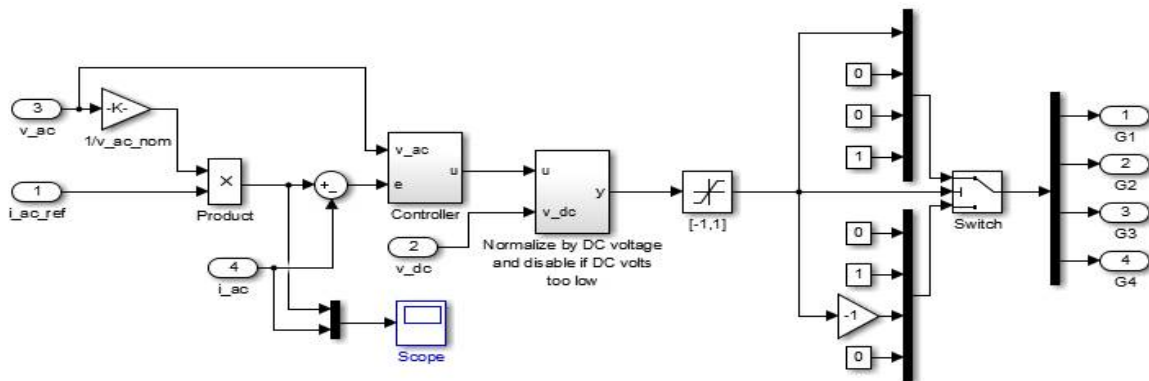 3
v_ac
-K-
1/v_ac_nom
1
i_ac_ref
×
Product
+
-
4
i_ac
v_ac
e
u
Controller
2
v_dc
u
v_dc
y
Normalize by DC voltage
and disable if DC volts
too low
[-1,1]
Scope
0
0
1
0
1
-1
0
Switch
1
G1
2
G2
3
G3
4
G4